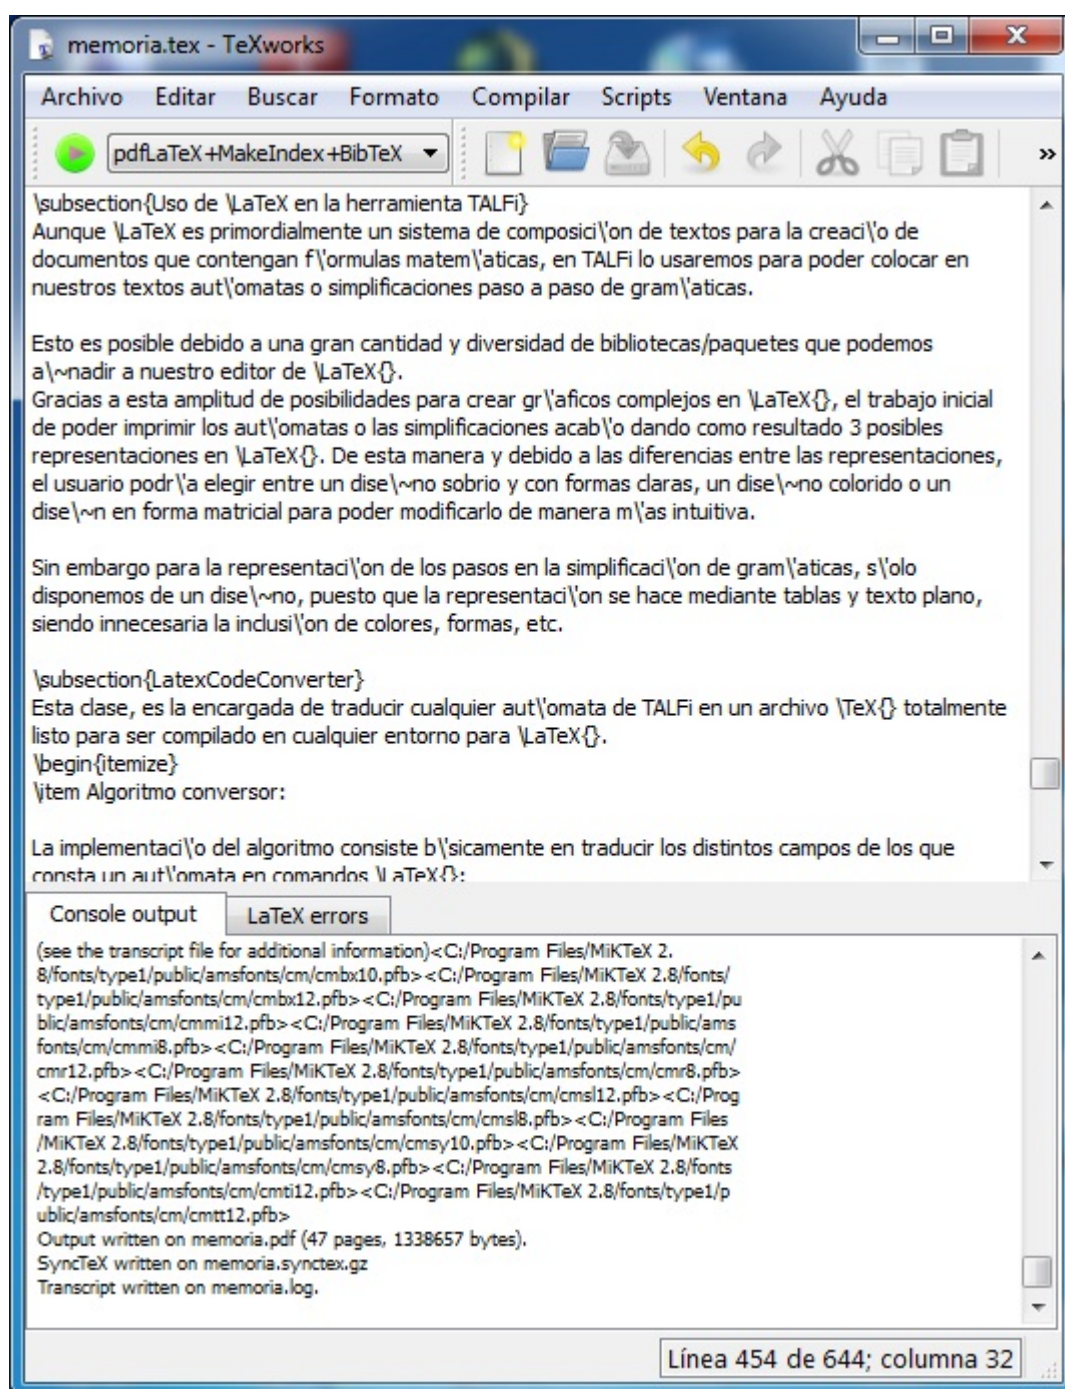 memoria.tex - TeXworks
Archivo Editar Buscar Formato Compilar Scripts Ventana Ayuda
pdfLaTeX+MakeIndex+BibTeX
\subsection{Uso de \LaTeX en la herramienta TALFi}
Aunque \LaTeX es primordialmente un sistema de composici\'on de textos para la creaci\'o de
documentos que contengan f\'ormulas matem\'aticas, en TALFi lo usaremos para poder colocar en
nuestros textos aut\'omatas o simplificaciones paso a paso de gram\'aticas.
Esto es posible debido a una gran cantidad y diversidad de bibliotecas/paquetes que podemos
a\~nadir a nuestro editor de \LaTeX{}.
Gracias a esta amplitud de posibilidades para crear gr\'aficos complejos en \LaTeX{}, el trabajo inicial
de poder imprimir los aut\'omatas o las simplificaciones acab\'o dando como resultado 3 posibles
representaciones en \LaTeX{}. De esta manera y debido a las diferencias entre las representaciones,
el usuario podr\'a elegir entre un dise\~no sobrio y con formas claras, un dise\~no colorido o un
dise\~n en forma matricial para poder modificarlo de manera m\'as intuitiva.
Sin embargo para la representaci\'on de los pasos en la simplificaci\'on de gram\'aticas, s\'olo
disponemos de un dise\~no, puesto que la representaci\'on se hace mediante tablas y texto plano,
siendo innecesaria la inclusi\'on de colores, formas, etc.
\subsection{LatexCodeConverter}
Esta clase, es la encargada de traducir cualquier aut\'omata de TALFi en un archivo \TeX{} totalmente
listo para ser compilado en cualquier entorno para \LaTeX{}.
\begin{itemize}
\item Algoritmo conversor:
La implementaci\'o del algoritmo consiste b\'sicamente en traducir los distintos campos de los que
consta un aut\'omata en comandos \LaTeX{}:
Console output LaTeX errors
(see the transcript file for additional information)<C:/Program Files/MiKTeX 2.
8/fonts/type1/public/amsfonts/cm/cmbx10.pfb><C:/Program Files/MiKTeX 2.8/fonts/
type1/public/amsfonts/cm/cmbx12.pfb><C:/Program Files/MiKTeX 2.8/fonts/type1/pu
blic/amsfonts/cm/cmmi12.pfb><C:/Program Files/MiKTeX 2.8/fonts/type1/public/ams
fonts/cm/cmmi8.pfb><C:/Program Files/MiKTeX 2.8/fonts/type1/public/amsfonts/cm/
cmr12.pfb><C:/Program Files/MiKTeX 2.8/fonts/type1/public/amsfonts/cm/cmr8.pfb>
<C:/Program Files/MiKTeX 2.8/fonts/type1/public/amsfonts/cm/cmsl12.pfb><C:/Prog
ram Files/MiKTeX 2.8/fonts/type1/public/amsfonts/cm/cmsl8.pfb><C:/Program Files
/MiKTeX 2.8/fonts/type1/public/amsfonts/cm/cmsy10.pfb><C:/Program Files/MiKTeX
2.8/fonts/type1/public/amsfonts/cm/cmsy8.pfb><C:/Program Files/MiKTeX 2.8/fonts
/type1/public/amsfonts/cm/cmti12.pfb><C:/Program Files/MiKTeX 2.8/fonts/type1/p
ublic/amsfonts/cm/cmtt12.pfb>
Output written on memoria.pdf (47 pages, 1338657 bytes).
SyncTeX written on memoria.synctex.gz
Transcript written on memoria.log.
Línea 454 de 644; columna 32